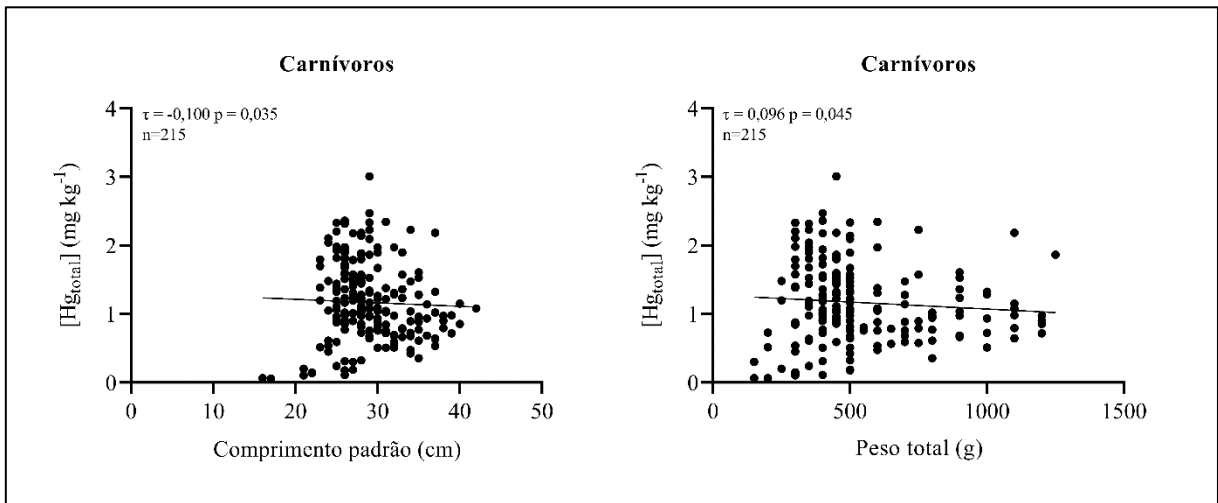 Carnívoros
τ = -0,100 p = 0,035
n=215
4
3
2
1
0
[Hgtotal] (mg kg-1)
0 10 20 30 40 50
Comprimento padrão (cm)
Carnívoros
τ = 0,096 p = 0,045
n=215
4
3
2
1
0
[Hgtotal] (mg kg-1)
0 500 1000 1500
Peso total (g)